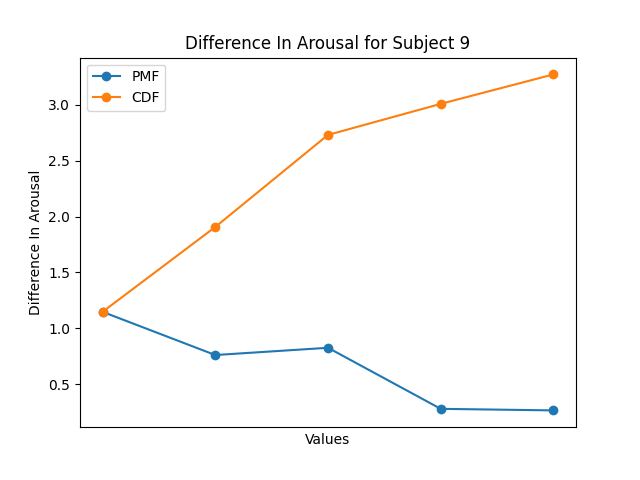 Difference In Arousal for Subject 9
PMF
CDF
3.0
2.5
2.0
1.5
1.0
0.5
Difference In Arousal
Values